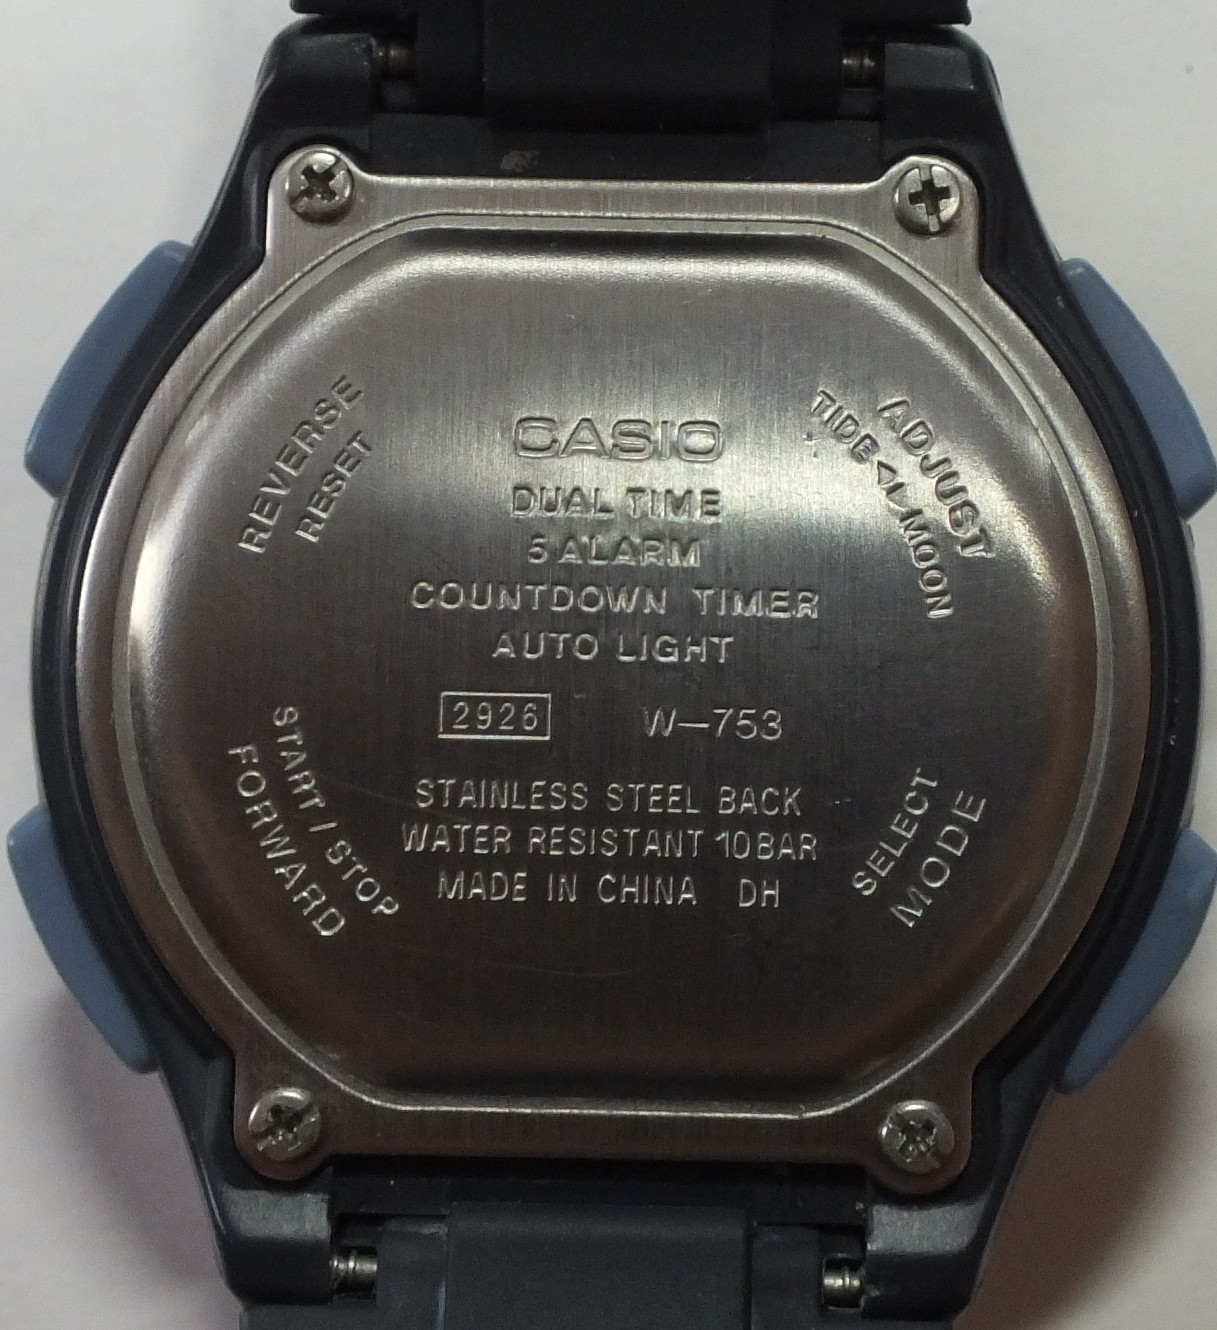 CASIO
DUAL TIME
5 ALARM
COUNTDOWN TIMER
AUTO LIGHT
2926 W-753
STAINLESS STEEL BACK
WATER RESISTANT 10BAR
MADE IN CHINA DH
REVERSE
RESET
ADJUST
TIDE◁▷MOON
START/STOP
FORWARD
SELECT
MODE